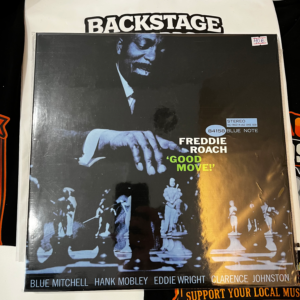 BACKSTAGE
STEREO
84158 BLUE NOTE
FREDDIE
ROACH
'GOOD
MOVE!'
BLUE MITCHELL HANK MOBLEY EDDIE WRIGHT CLARENCE JOHNSTON
SUPPORT YOUR LOCAL MUS